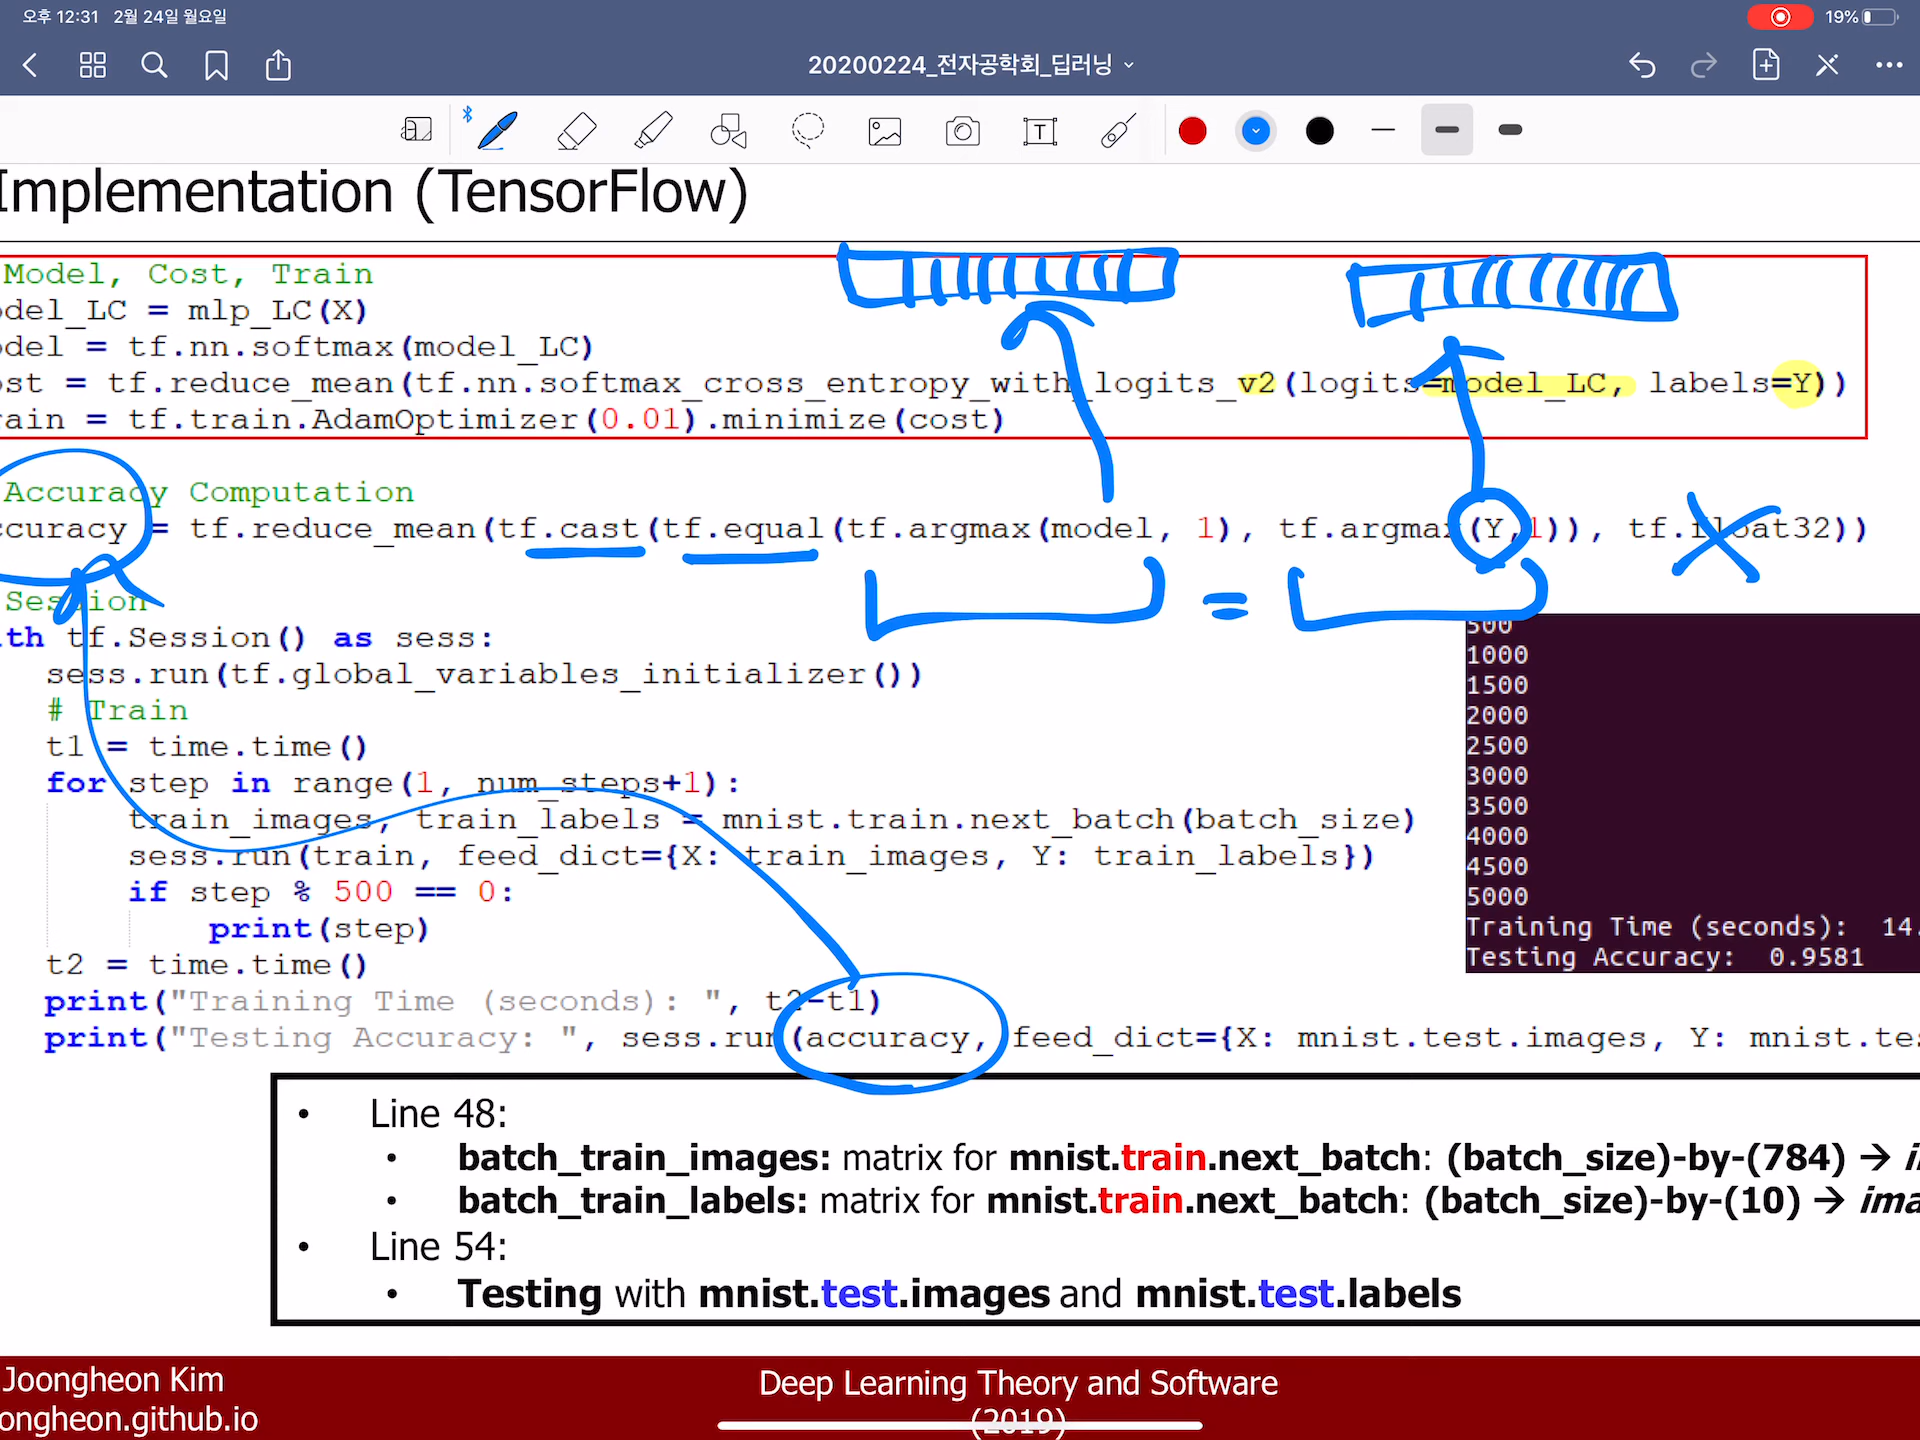 오후 12:31 2월 24일 월요일
19%
20200224_전자공학회_딥러닝
Implementation (TensorFlow)
Model, Cost, Train
odel_LC = mlp_LC(X)
odel = tf.nn.softmax(model_LC)
ost = tf.reduce_mean(tf.nn.softmax_cross_entropy_with_logits_v2(logits=model_LC, labels=Y))
rain = tf.train.AdamOptimizer(0.01).minimize(cost)
Accuracy Computation
ccuracy = tf.reduce_mean(tf.cast(tf.equal(tf.argmax(model, 1), tf.argmax(Y,1)), tf.float32))
=
Session
ith tf.Session() as sess:
sess.run(tf.global_variables_initializer())
# Train
t1 = time.time()
for step in range(1, num_steps+1):
train_images, train_labels = mnist.train.next_batch(batch_size)
sess.run(train, feed_dict={X: train_images, Y: train_labels})
if step % 500 == 0:
print(step)
t2 = time.time()
print("Training Time (seconds): ", t2-t1)
print("Testing Accuracy: ", sess.run(accuracy, feed_dict={X: mnist.test.images, Y: mnist.te
500
1000
1500
2000
2500
3000
3500
4000
4500
5000
Training Time (seconds): 14.
Testing Accuracy: 0.9581
• Line 48:
• batch_train_images: matrix for mnist.train.next_batch: (batch_size)-by-(784) → i
• batch_train_labels: matrix for mnist.train.next_batch: (batch_size)-by-(10) → ima
• Line 54:
• Testing with mnist.test.images and mnist.test.labels
Joongheon Kim
ongheon.github.io
Deep Learning Theory and Software
(2019)